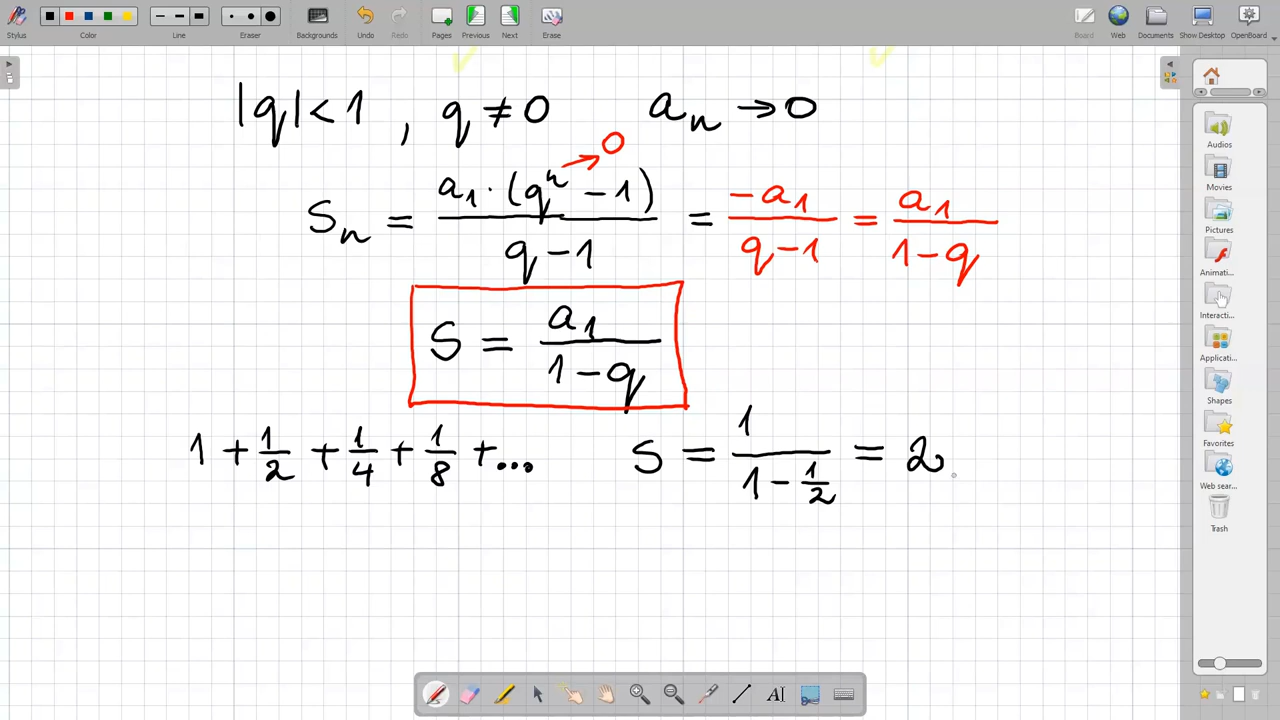 Stylus Color Line Eraser Backgrounds Undo Redo Pages Previous Next Erase Board Web Documents Show Desktop OpenBoard
|q| < 1 , q ≠ 0 aₙ → 0
→ 0
Sₙ = a₁ · (qⁿ − 1) / (q − 1) = −a₁ / (q − 1) = a₁ / (1 − q)
S = a₁ / (1 − q)
1 + 1/2 + 1/4 + 1/8 + ... S = 1 / (1 − 1/2) = 2
Audios
Movies
Pictures
Animati...
Interacti...
Applicati...
Shapes
Favorites
Web sear...
Trash
AI